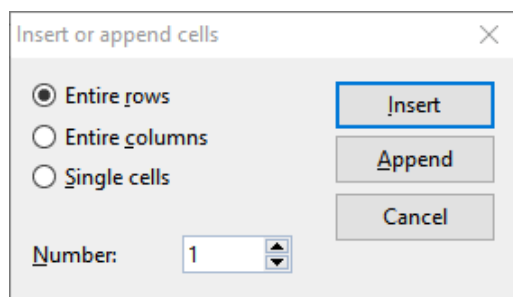 Insert or append cells
Entire rows
Entire columns
Single cells
Number: 1
Insert
Append
Cancel